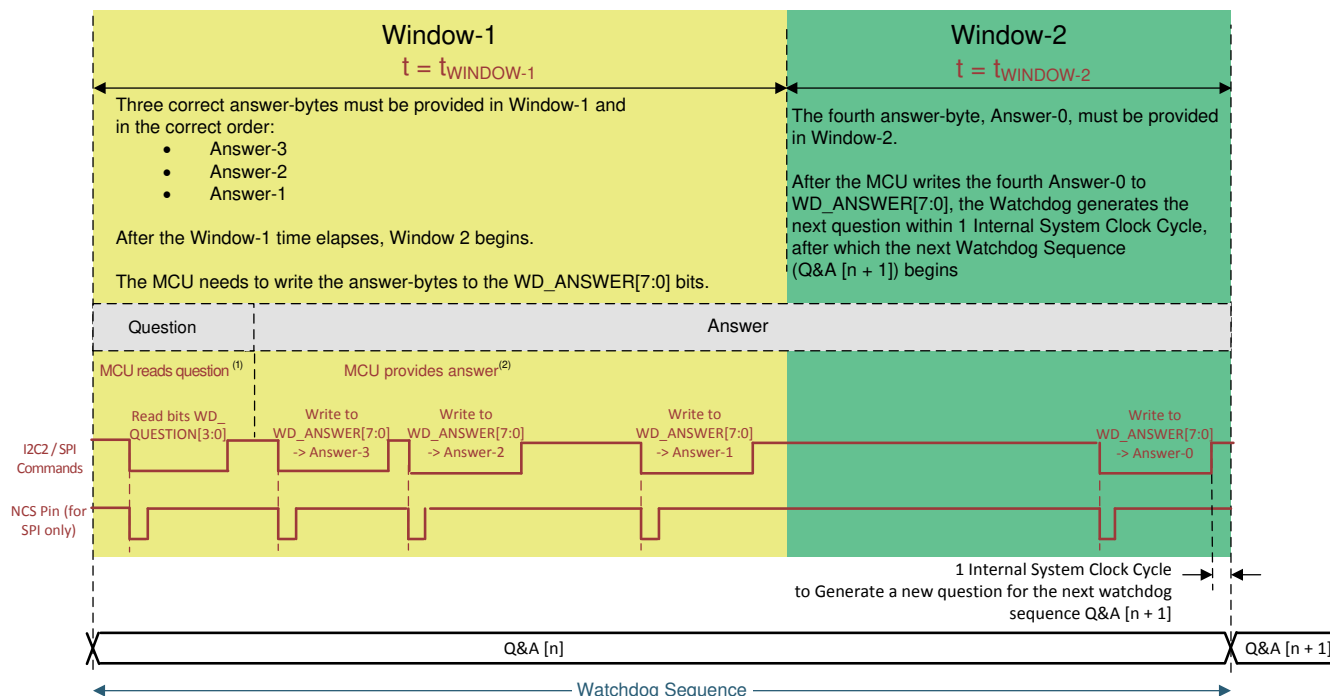 Window-1
t = tWINDOW-1
Three correct answer-bytes must be provided in Window-1 and
in the correct order:
• Answer-3
• Answer-2
• Answer-1
After the Window-1 time elapses, Window 2 begins.
The MCU needs to write the answer-bytes to the WD_ANSWER[7:0] bits.
Window-2
t = tWINDOW-2
The fourth answer-byte, Answer-0, must be provided
in Window-2.
After the MCU writes the fourth Answer-0 to
WD_ANSWER[7:0], the Watchdog generates the
next question within 1 Internal System Clock Cycle,
after which the next Watchdog Sequence
(Q&A [n + 1]) begins
Question
Answer
MCU reads question (1)
MCU provides answer(2)
Read bits WD_
QUESTION[3:0]
Write to
WD_ANSWER[7:0]
-> Answer-3
Write to
WD_ANSWER[7:0]
-> Answer-2
Write to
WD_ANSWER[7:0]
-> Answer-1
Write to
WD_ANSWER[7:0]
-> Answer-0
I2C2 / SPI
Commands
NCS Pin (for
SPI only)
1 Internal System Clock Cycle
to Generate a new question for the next watchdog
sequence Q&A [n + 1]
Q&A [n]
Q&A [n + 1]
Watchdog Sequence